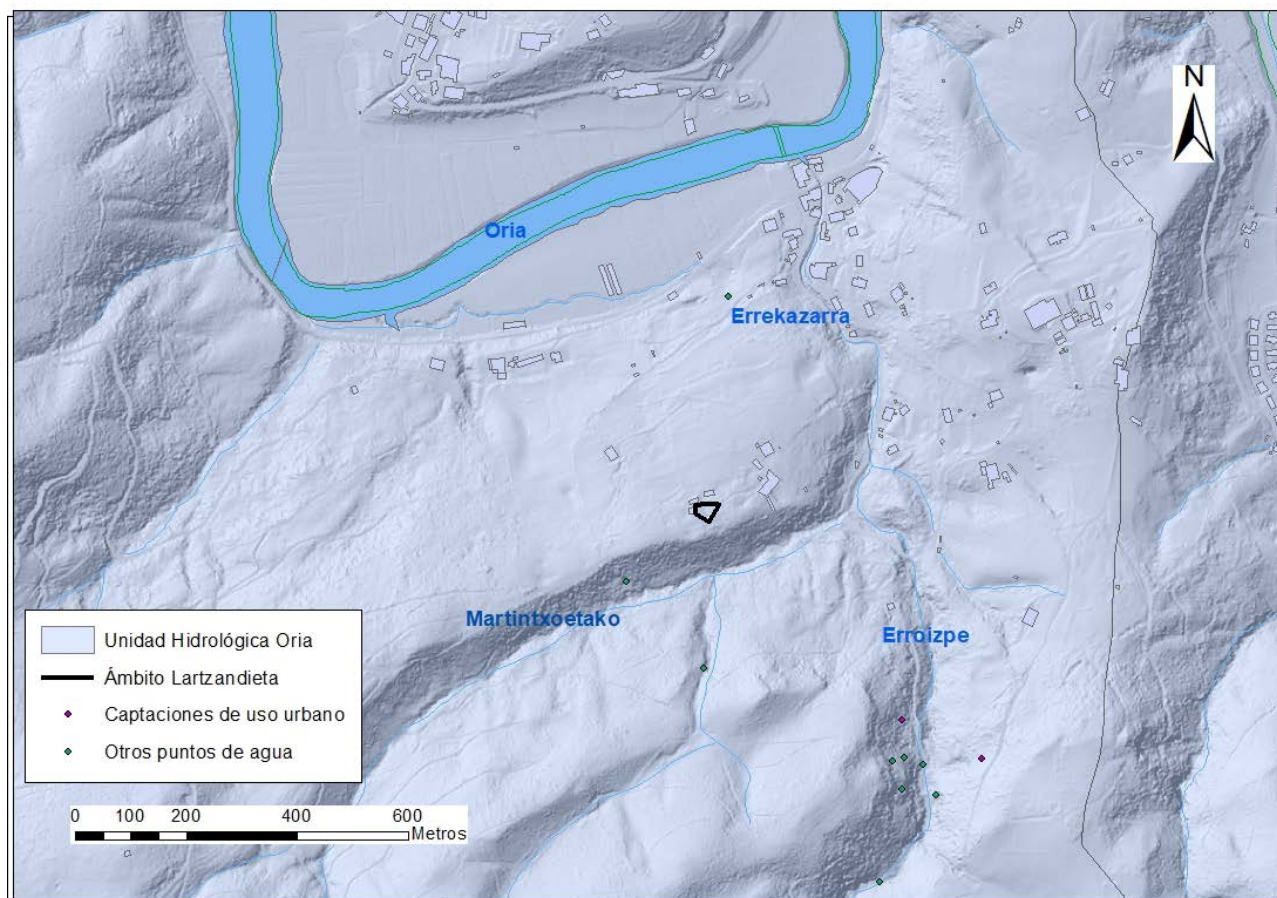 N
Oria
Errekazarra
Martintxoetako
Erroizpe
Unidad Hidrológica Oria
Ámbito Lartzandieta
Captaciones de uso urbano
Otros puntos de agua
0 100 200 400 600
Metros